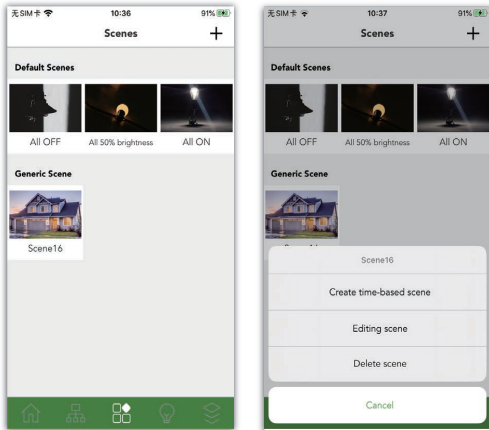 无SIM卡
10:36
91%
Scenes
Default Scenes
All OFF
All 50% brightness
All ON
Generic Scene
Scene16
无SIM卡
10:37
91%
Scenes
Default Scenes
All OFF
All 50% brightness
All ON
Generic Scene
Scene16
Create time-based scene
Editing scene
Delete scene
Cancel